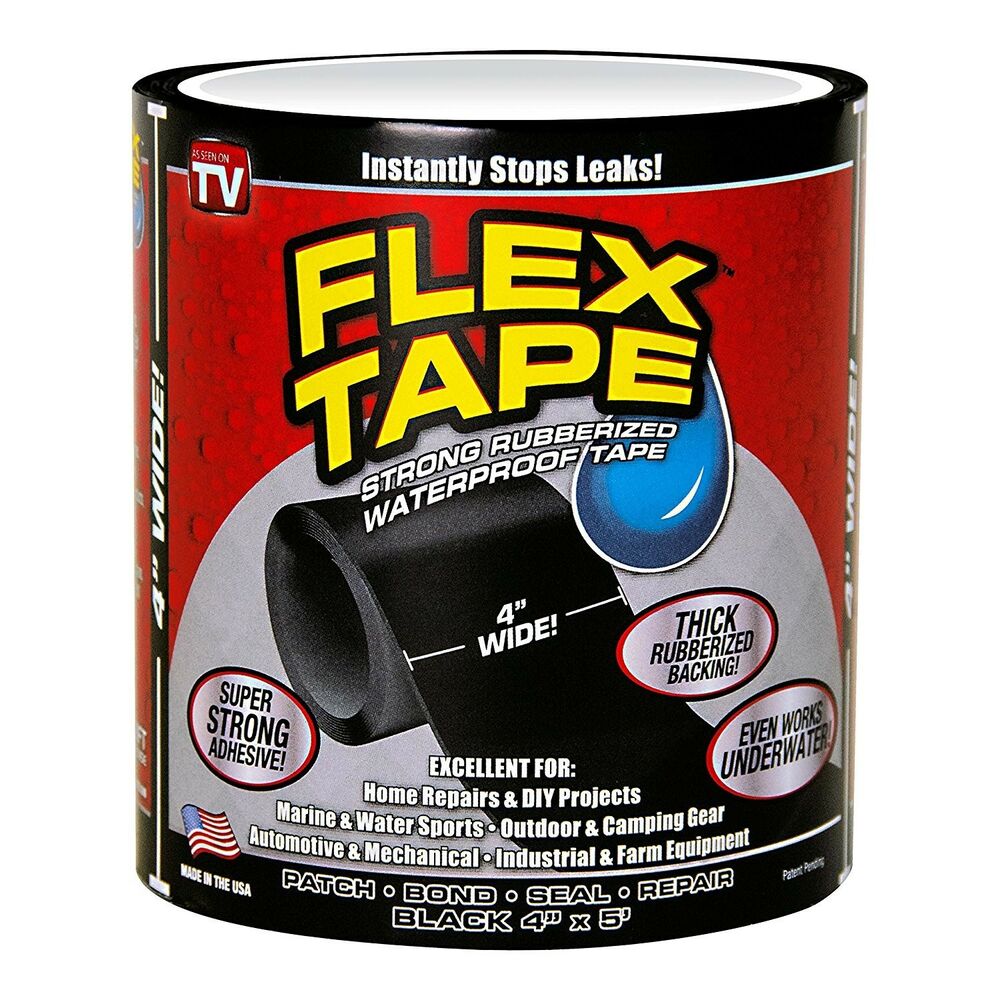 Instantly Stops Leaks!
AS SEEN ON
TV
FLEX
TAPE™
STRONG RUBBERIZED
WATERPROOF TAPE
4" WIDE!
4" WIDE!
4"
WIDE!
THICK
RUBBERIZED
BACKING!
SUPER
STRONG
ADHESIVE!
EVEN WORKS
UNDERWATER!
EXCELLENT FOR:
Home Repairs & DIY Projects
Marine & Water Sports • Outdoor & Camping Gear
Automotive & Mechanical • Industrial & Farm Equipment
MADE IN THE USA
Patent Pending
PATCH • BOND • SEAL • REPAIR
BLACK 4" x 5'